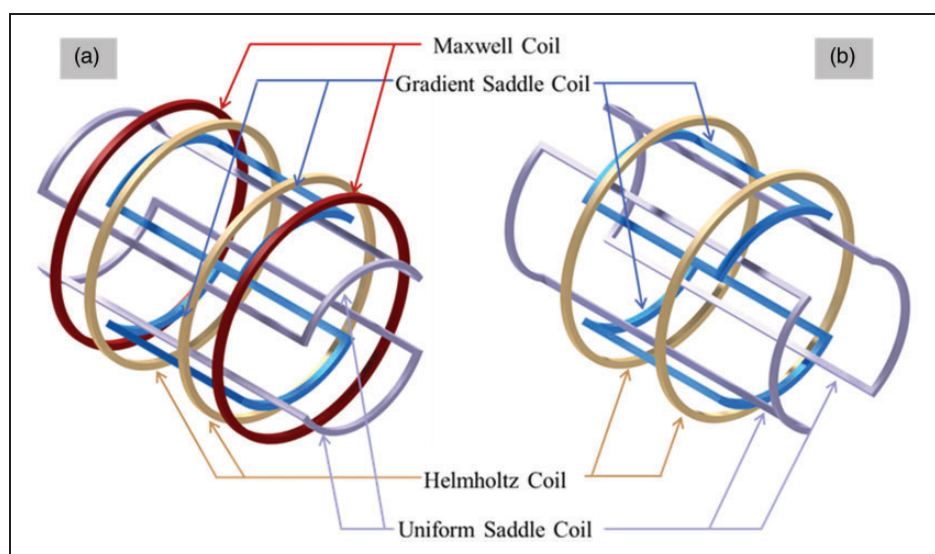 (a)
Maxwell Coil
(b)
Gradient Saddle Coil
Helmholtz Coil
Uniform Saddle Coil